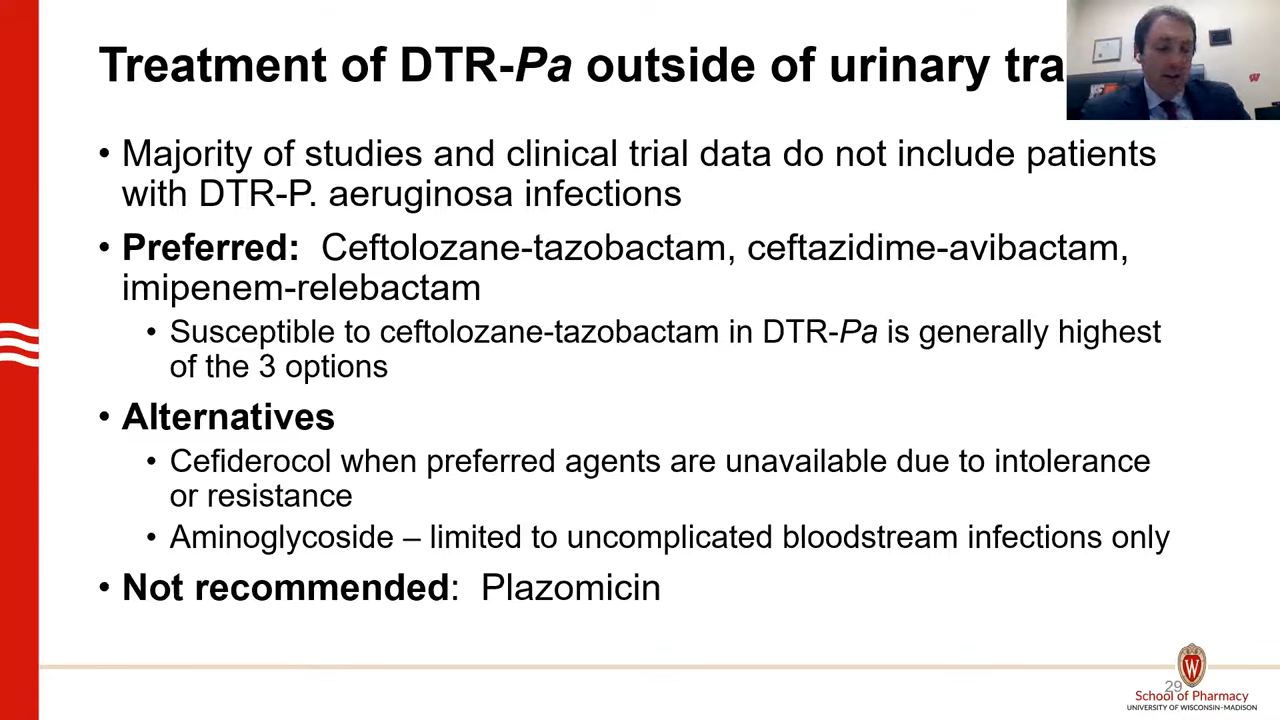 Treatment of DTR-Pa outside of urinary tra
• Majority of studies and clinical trial data do not include patients
with DTR-P. aeruginosa infections
• Preferred: Ceftolozane-tazobactam, ceftazidime-avibactam,
imipenem-relebactam
• Susceptible to ceftolozane-tazobactam in DTR-Pa is generally highest
of the 3 options
• Alternatives
• Cefiderocol when preferred agents are unavailable due to intolerance
or resistance
• Aminoglycoside – limited to uncomplicated bloodstream infections only
• Not recommended: Plazomicin
W
29
School of Pharmacy
UNIVERSITY OF WISCONSIN–MADISON